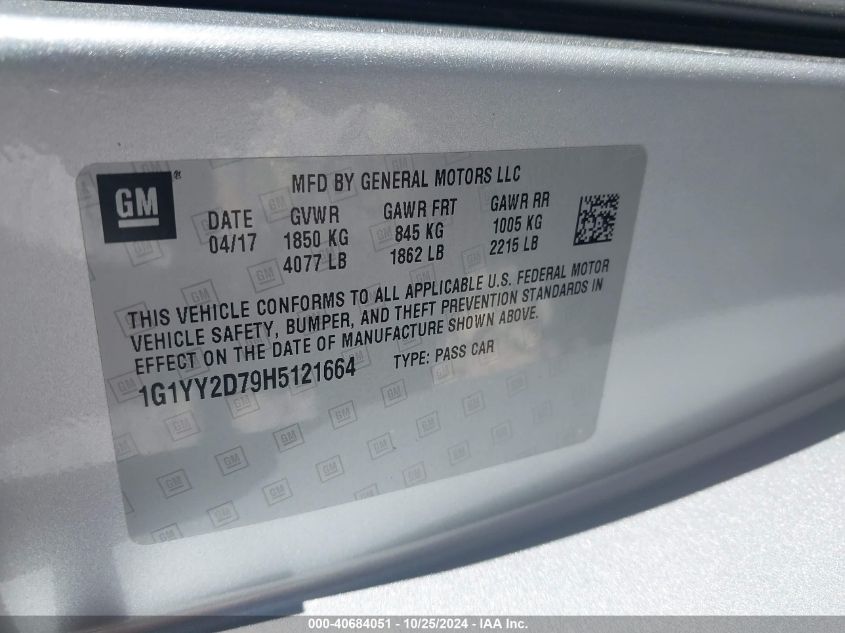 GM
MFD BY GENERAL MOTORS LLC
DATE GVWR GAWR FRT GAWR RR
04/17 1850 KG 845 KG 1005 KG
4077 LB 1862 LB 2215 LB
THIS VEHICLE CONFORMS TO ALL APPLICABLE U.S. FEDERAL MOTOR
VEHICLE SAFETY, BUMPER, AND THEFT PREVENTION STANDARDS IN
EFFECT ON THE DATE OF MANUFACTURE SHOWN ABOVE.
1G1YY2D79H5121664 TYPE: PASS CAR
000-40684051 - 10/25/2024 - IAA Inc.